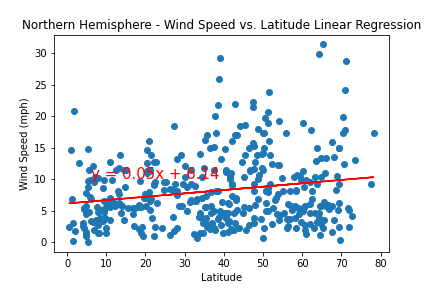 Northern Hemisphere - Wind Speed vs. Latitude Linear Regression
30
25
20
15
10
5
0
Wind Speed (mph)
y = 0.05x + 6.14
0 10 20 30 40 50 60 70 80
Latitude